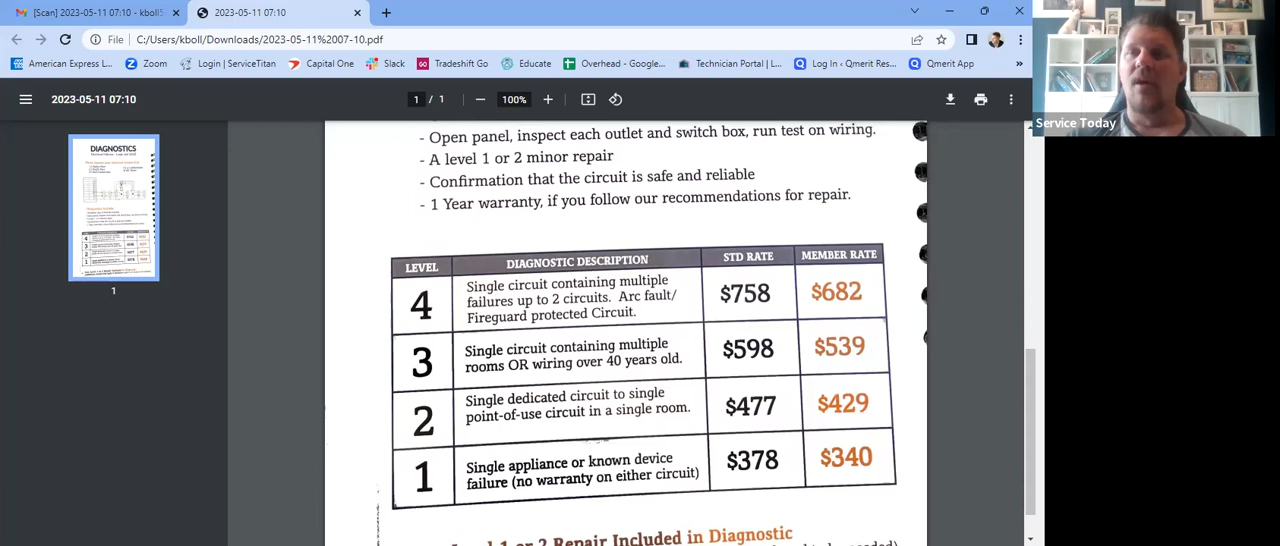 [Scan] 2023-05-11 07:10 - kboll5
2023-05-11 07:10
File
C:/Users/kboll/Downloads/2023-05-11%2007-10.pdf
American Express L...
Zoom
Login | ServiceTitan
Capital One
Slack
Tradeshift Go
Educate
Overhead - Google...
Technician Portal | L...
Log In ‹ Qmerit Res...
Qmerit App
»
2023-05-11 07:10
1 / 1
100%
DIAGNOSTICS
1
- Open panel, inspect each outlet and switch box, run test on wiring.
- A level 1 or 2 minor repair
- Confirmation that the circuit is safe and reliable
- 1 Year warranty, if you follow our recommendations for repair.
LEVEL DIAGNOSTIC DESCRIPTION STD RATE MEMBER RATE
4 Single circuit containing multiple failures up to 2 circuits. Arc fault/ Fireguard protected Circuit. $758 $682
3 Single circuit containing multiple rooms OR wiring over 40 years old. $598 $539
2 Single dedicated circuit to single point-of-use circuit in a single room. $477 $429
1 Single appliance or known device failure (no warranty on either circuit) $378 $340
Level 1 or 2 Repair Included in Diagnostic
Service Today